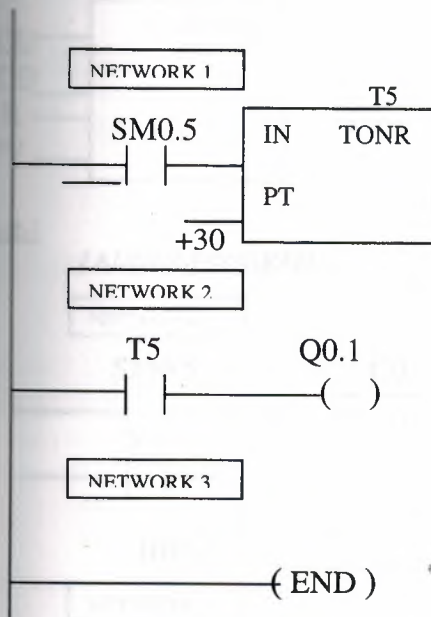 NETWORK 1
T5
SM0.5
IN TONR
PT
+30
NETWORK 2
T5 Q0.1
NETWORK 3
( END )